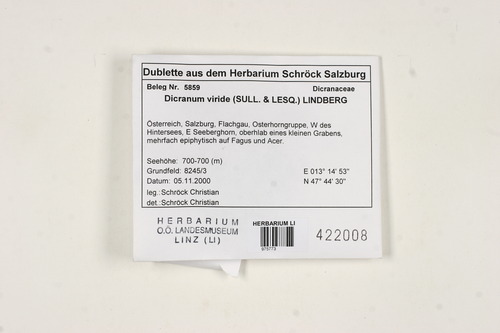 Dublette aus dem Herbarium Schröck Salzburg
Beleg Nr. 5859 Dicranaceae
Dicranum viride (SULL. & LESQ.) LINDBERG
Österreich, Salzburg, Flachgau, Osterhorngruppe, W des
Hintersees, E Seeberghorn, oberhlab eines kleinen Grabens,
mehrfach epiphytisch auf Fagus und Acer.
Seehöhe: 700-700 (m)
Grundfeld: 8245/3 E 013° 14' 53"
Datum: 05.11.2000 N 47° 44' 30"
leg.: Schröck Christian
det.: Schröck Christian
HERBARIUM
O.Ö. LANDESMUSEUM
LINZ (LI)
HERBARIUM LI
422008